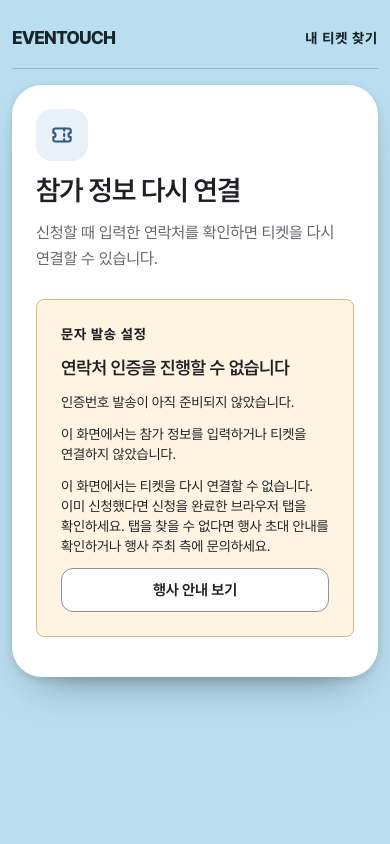 EVENTOUCH
내 티켓 찾기
참가 정보 다시 연결
신청할 때 입력한 연락처를 확인하면 티켓을 다시
연결할 수 있습니다.
문자 발송 설정
연락처 인증을 진행할 수 없습니다
인증번호 발송이 아직 준비되지 않았습니다.
이 화면에서는 참가 정보를 입력하거나 티켓을
연결하지 않았습니다.
이 화면에서는 티켓을 다시 연결할 수 없습니다.
이미 신청했다면 신청을 완료한 브라우저 탭을
확인하세요. 탭을 찾을 수 없다면 행사 초대 안내를
확인하거나 행사 주최 측에 문의하세요.
행사 안내 보기